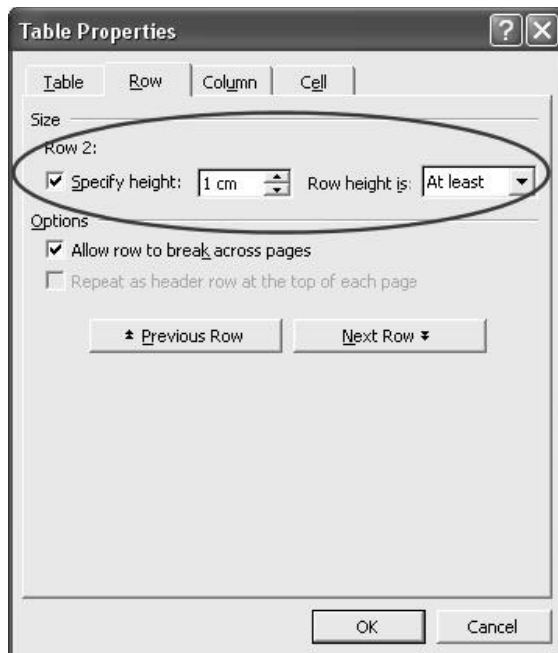 Table Properties
Table Row Column Cell
Size
Row 2:
Specify height: 1 cm Row height is: At least
Options
Allow row to break across pages
Repeat as header row at the top of each page
Previous Row Next Row
OK Cancel